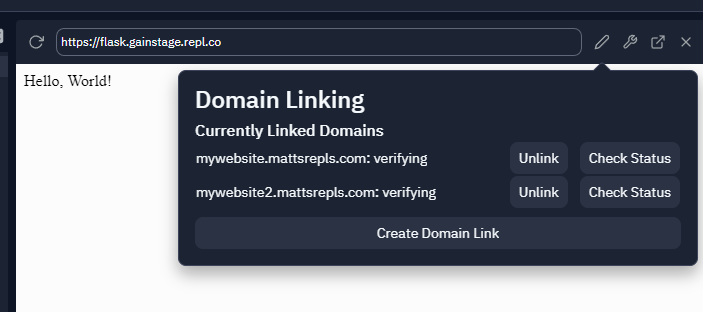 https://flask.gainstage.repl.co
Hello, World!
Domain Linking
Currently Linked Domains
mywebsite.mattsrepls.com: verifying Unlink Check Status
mywebsite2.mattsrepls.com: verifying Unlink Check Status
Create Domain Link